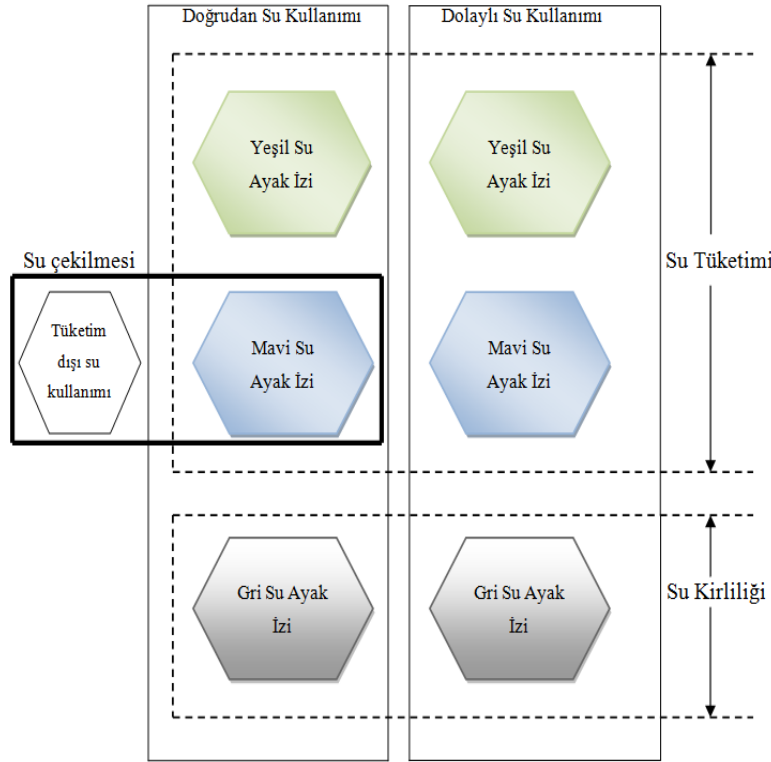 Doğrudan Su Kullanımı
Dolaylı Su Kullanımı
Yeşil Su
Ayak İzi
Yeşil Su
Ayak İzi
Su çekilmesi
Su Tüketimi
Tüketim
dışı su
kullanımı
Mavi Su
Ayak İzi
Mavi Su
Ayak İzi
Gri Su Ayak
İzi
Gri Su Ayak
İzi
Su Kirliliği